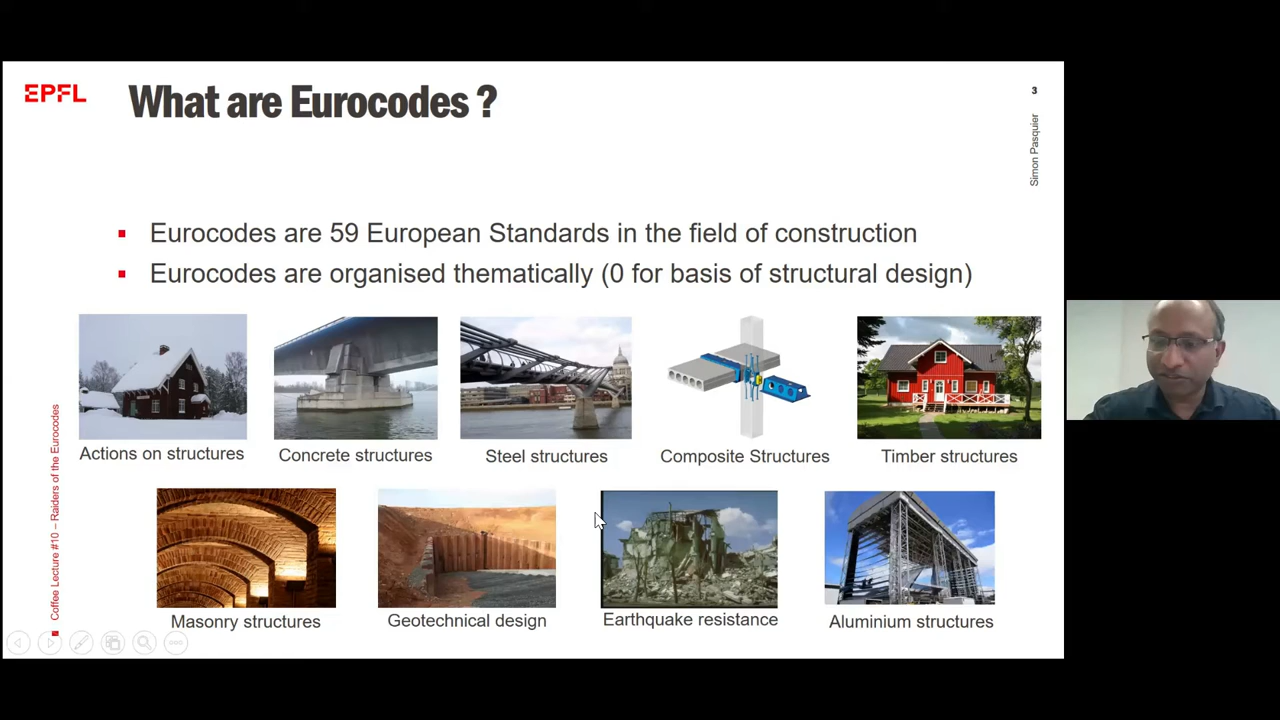 EPFL
What are Eurocodes ?
3
Simon Pasquier
Eurocodes are 59 European Standards in the field of construction
Eurocodes are organised thematically (0 for basis of structural design)
Actions on structures
Concrete structures
Steel structures
Composite Structures
Timber structures
Masonry structures
Geotechnical design
Earthquake resistance
Aluminium structures
Coffee Lecture #10 – Raiders of the Eurocodes